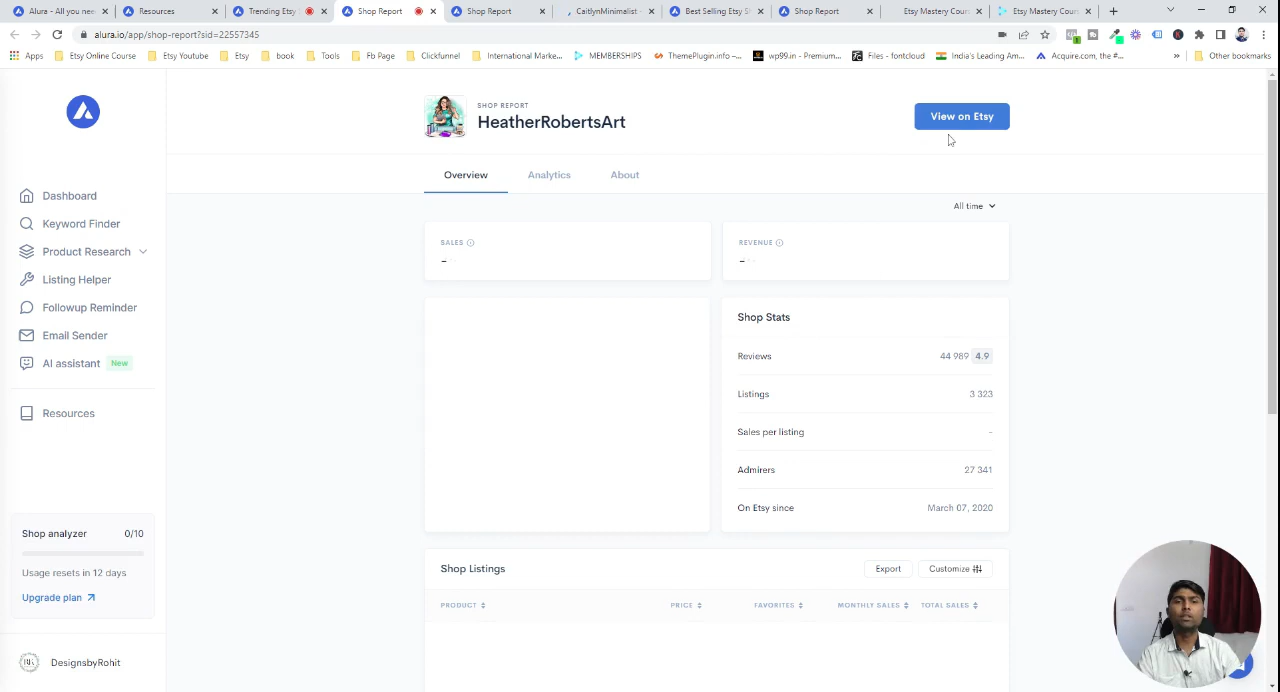 Alura - All you nee
Resources
Trending Etsy
Shop Report
Shop Report
CaitlynMinimalist -
Best Selling Etsy Sh
Shop Report
Etsy Mastery Cours
Etsy Mastery Cours
alura.io/app/shop-report?sid=22557345
Apps
Etsy Online Course
Etsy Youtube
Etsy
book
Tools
Fb Page
Clickfunnel
International Marke...
MEMBERSHIPS
ThemePlugin.info –...
wp99.in - Premium...
Files - fontcloud
India's Leading Am...
Acquire.com, the #...
Other bookmarks
SHOP REPORT
HeatherRobertsArt
View on Etsy
Overview
Analytics
About
All time
Dashboard
Keyword Finder
Product Research
Listing Helper
Followup Reminder
Email Sender
AI assistant New
Resources
SALES
-
REVENUE
-
Shop Stats
Reviews 44 989 4.9
Listings 3 323
Sales per listing -
Admirers 27 341
On Etsy since March 07, 2020
Shop analyzer 0/10
Usage resets in 12 days
Upgrade plan
DesignsbyRohit
Shop Listings
Export
Customize
PRODUCT PRICE FAVORITES MONTHLY SALES TOTAL SALES